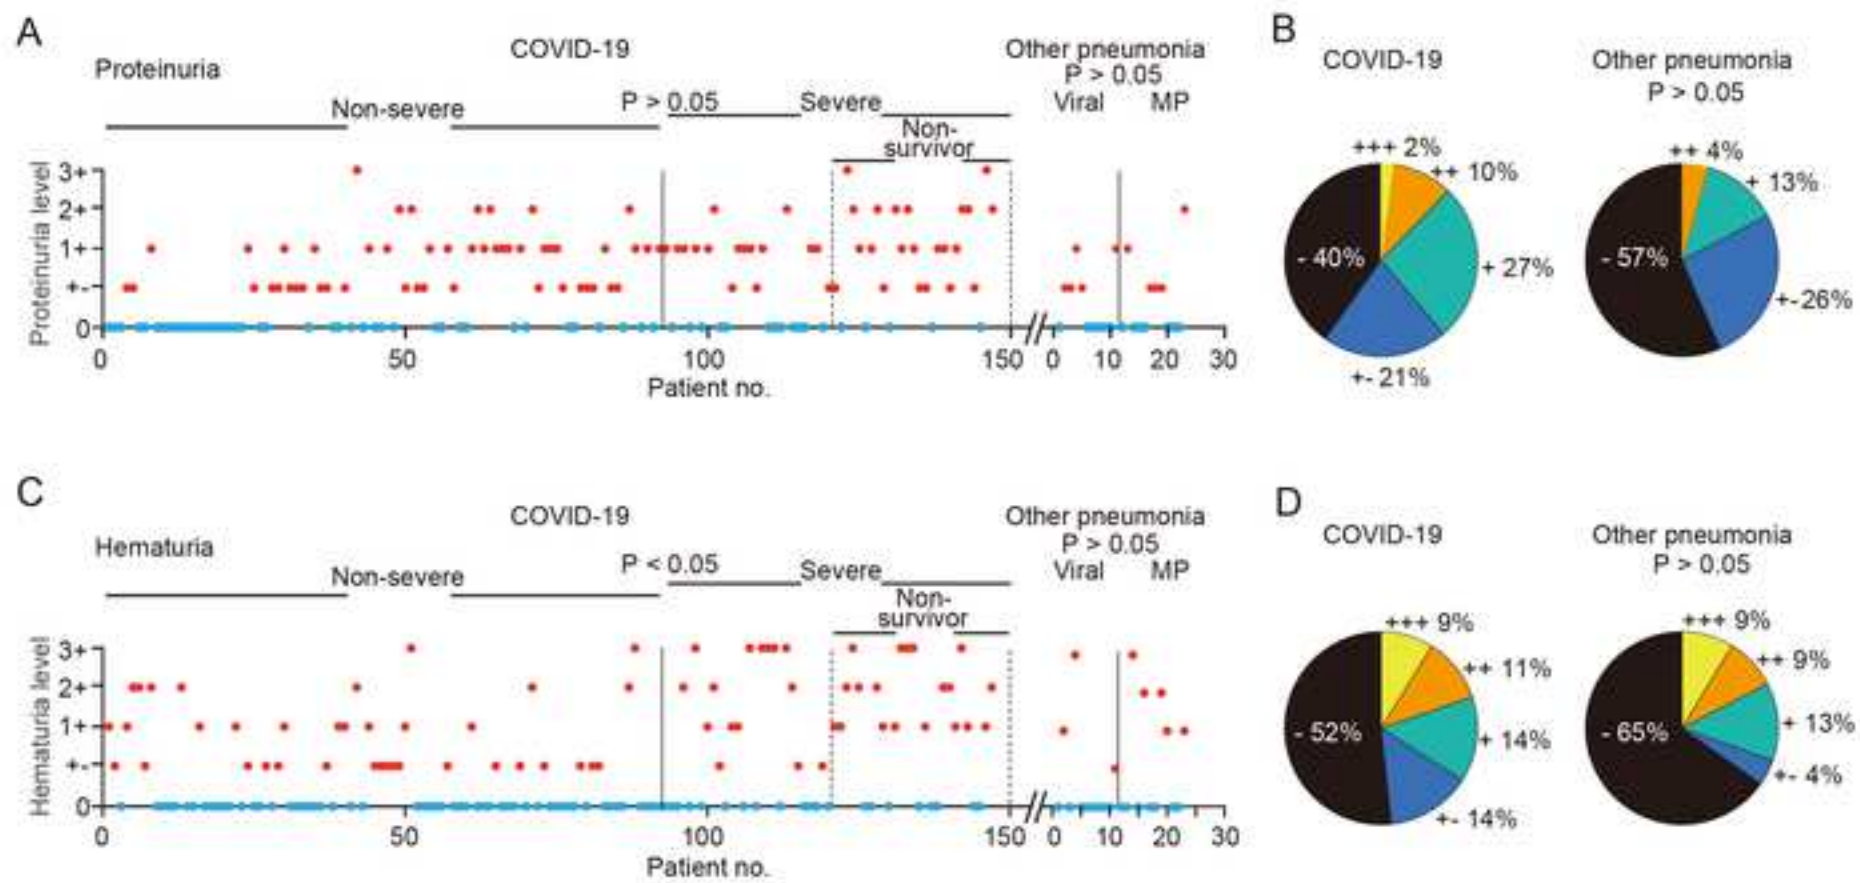 A
COVID-19
Other pneumonia
P > 0.05
Proteinuria
Non-severe
P > 0.05
Severe
Viral
MP
Non-
survivor
Proteinuria level
3+
2+
1+
+-
0
0
50
100
150
0
10
20
30
Patient no.
B
COVID-19
Other pneumonia
P > 0.05
+++ 2%
++ 10%
+ 27%
+- 21%
- 40%
++ 4%
+ 13%
+- 26%
- 57%
C
COVID-19
Other pneumonia
P > 0.05
Hematuria
Non-severe
P < 0.05
Severe
Viral
MP
Non-
survivor
Hematuria level
3+
2+
1+
+-
0
0
50
100
150
0
10
20
30
Patient no.
D
COVID-19
Other pneumonia
P > 0.05
+++ 9%
++ 11%
+ 14%
+- 14%
- 52%
+++ 9%
++ 9%
+ 13%
+- 4%
- 65%